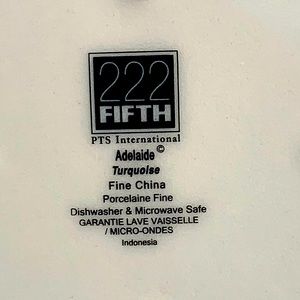 222
FIFTH
PTS International
Adelaide ©
Turquoise
Fine China
Porcelaine Fine
Dishwasher & Microwave Safe
GARANTIE LAVE VAISSELLE
/ MICRO-ONDES
Indonesia